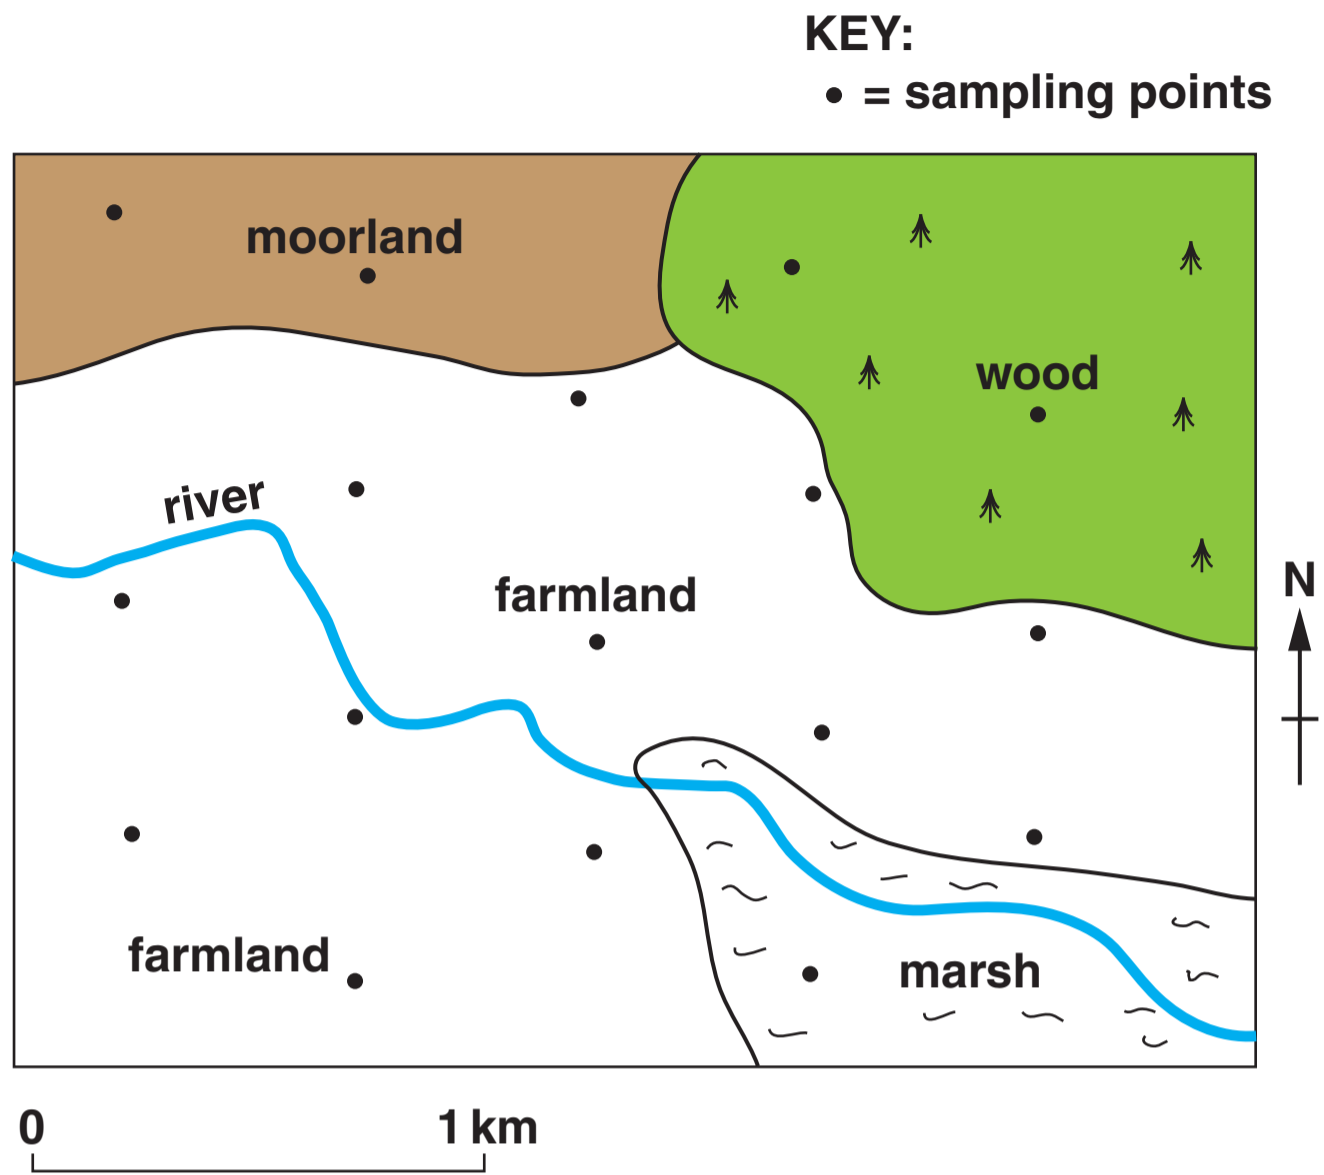 KEY:
• = sampling points
moorland
wood
river
farmland
N
farmland
marsh
0 1 km